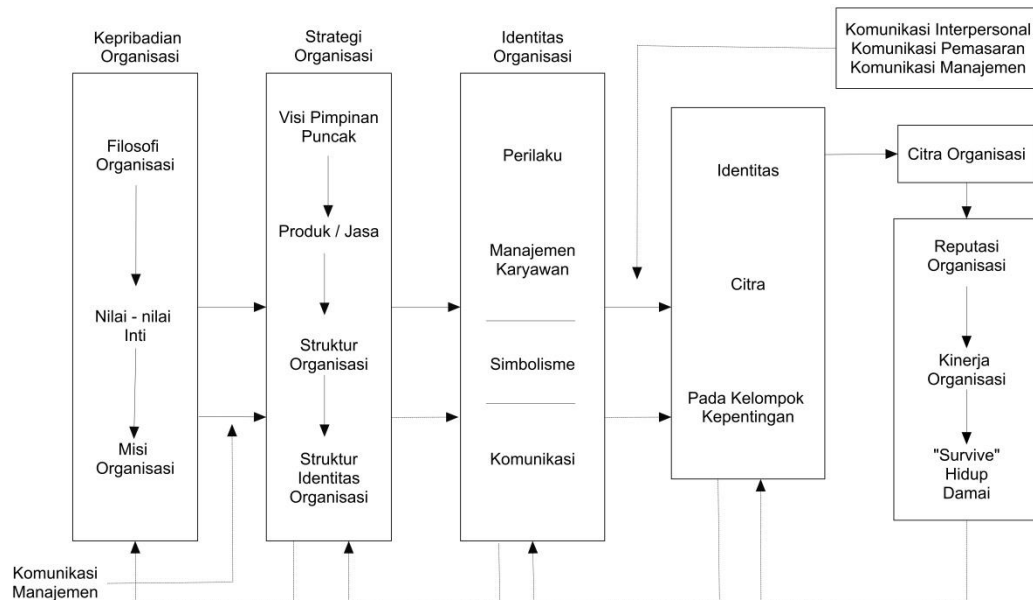 Kepribadian
Organisasi
Strategi
Organisasi
Identitas
Organisasi
Komunikasi Interpersonal
Komunikasi Pemasaran
Komunikasi Manajemen
Filosofi
Organisasi
Nilai - nilai
Inti
Misi
Organisasi
Visi Pimpinan
Puncak
Produk / Jasa
Struktur
Organisasi
Struktur
Identitas
Organisasi
Perilaku
Manajemen
Karyawan
Simbolisme
Komunikasi
Identitas
Citra
Pada Kelompok
Kepentingan
Citra Organisasi
Reputasi
Organisasi
Kinerja
Organisasi
"Survive"
Hidup
Damai
Komunikasi
Manajemen